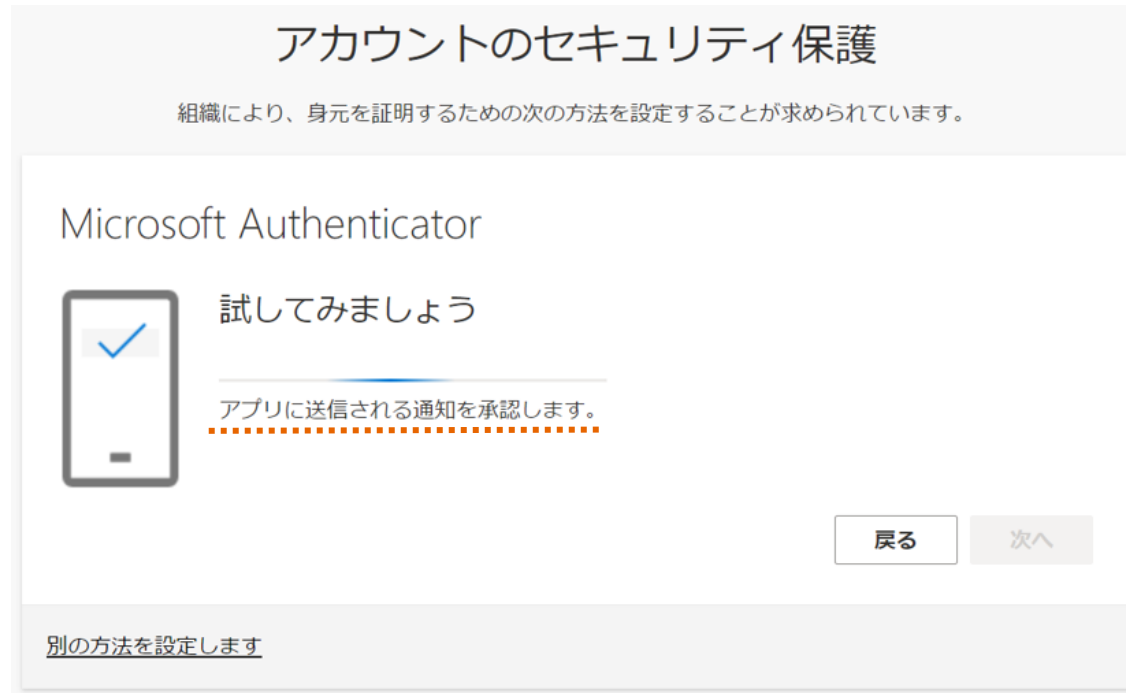 アカウントのセキュリティ保護
組織により、身元を証明するための次の方法を設定することが求められています。
Microsoft Authenticator
試してみましょう
アプリに送信される通知を承認します。
戻る
次へ
別の方法を設定します